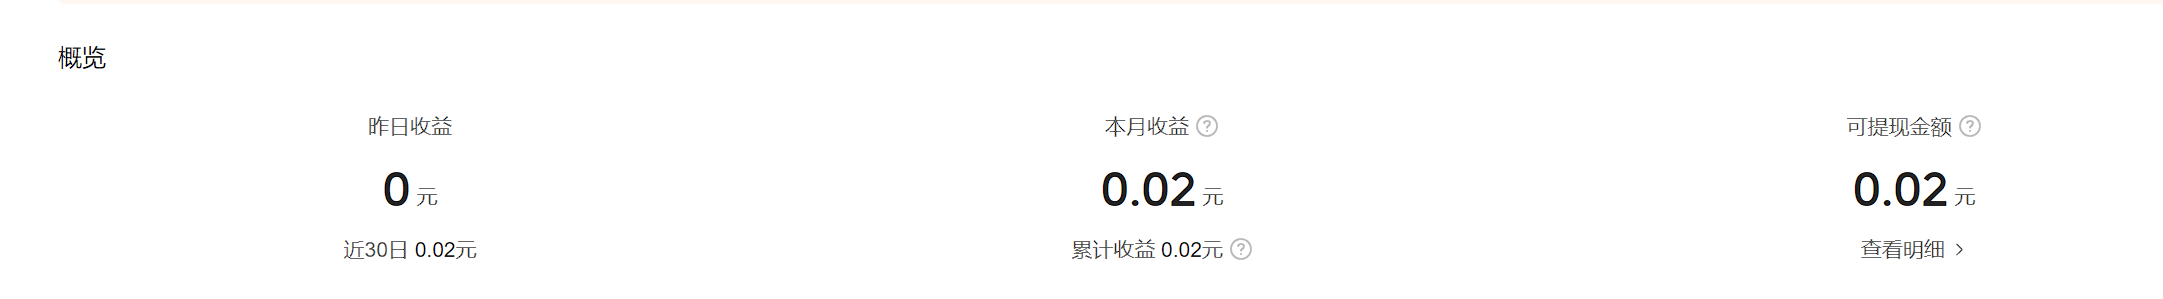 概览
昨日收益 本月收益 ? 可提现金额 ?
0 元 0.02 元 0.02 元
近30日 0.02元 累计收益 0.02元 ? 查看明细 >